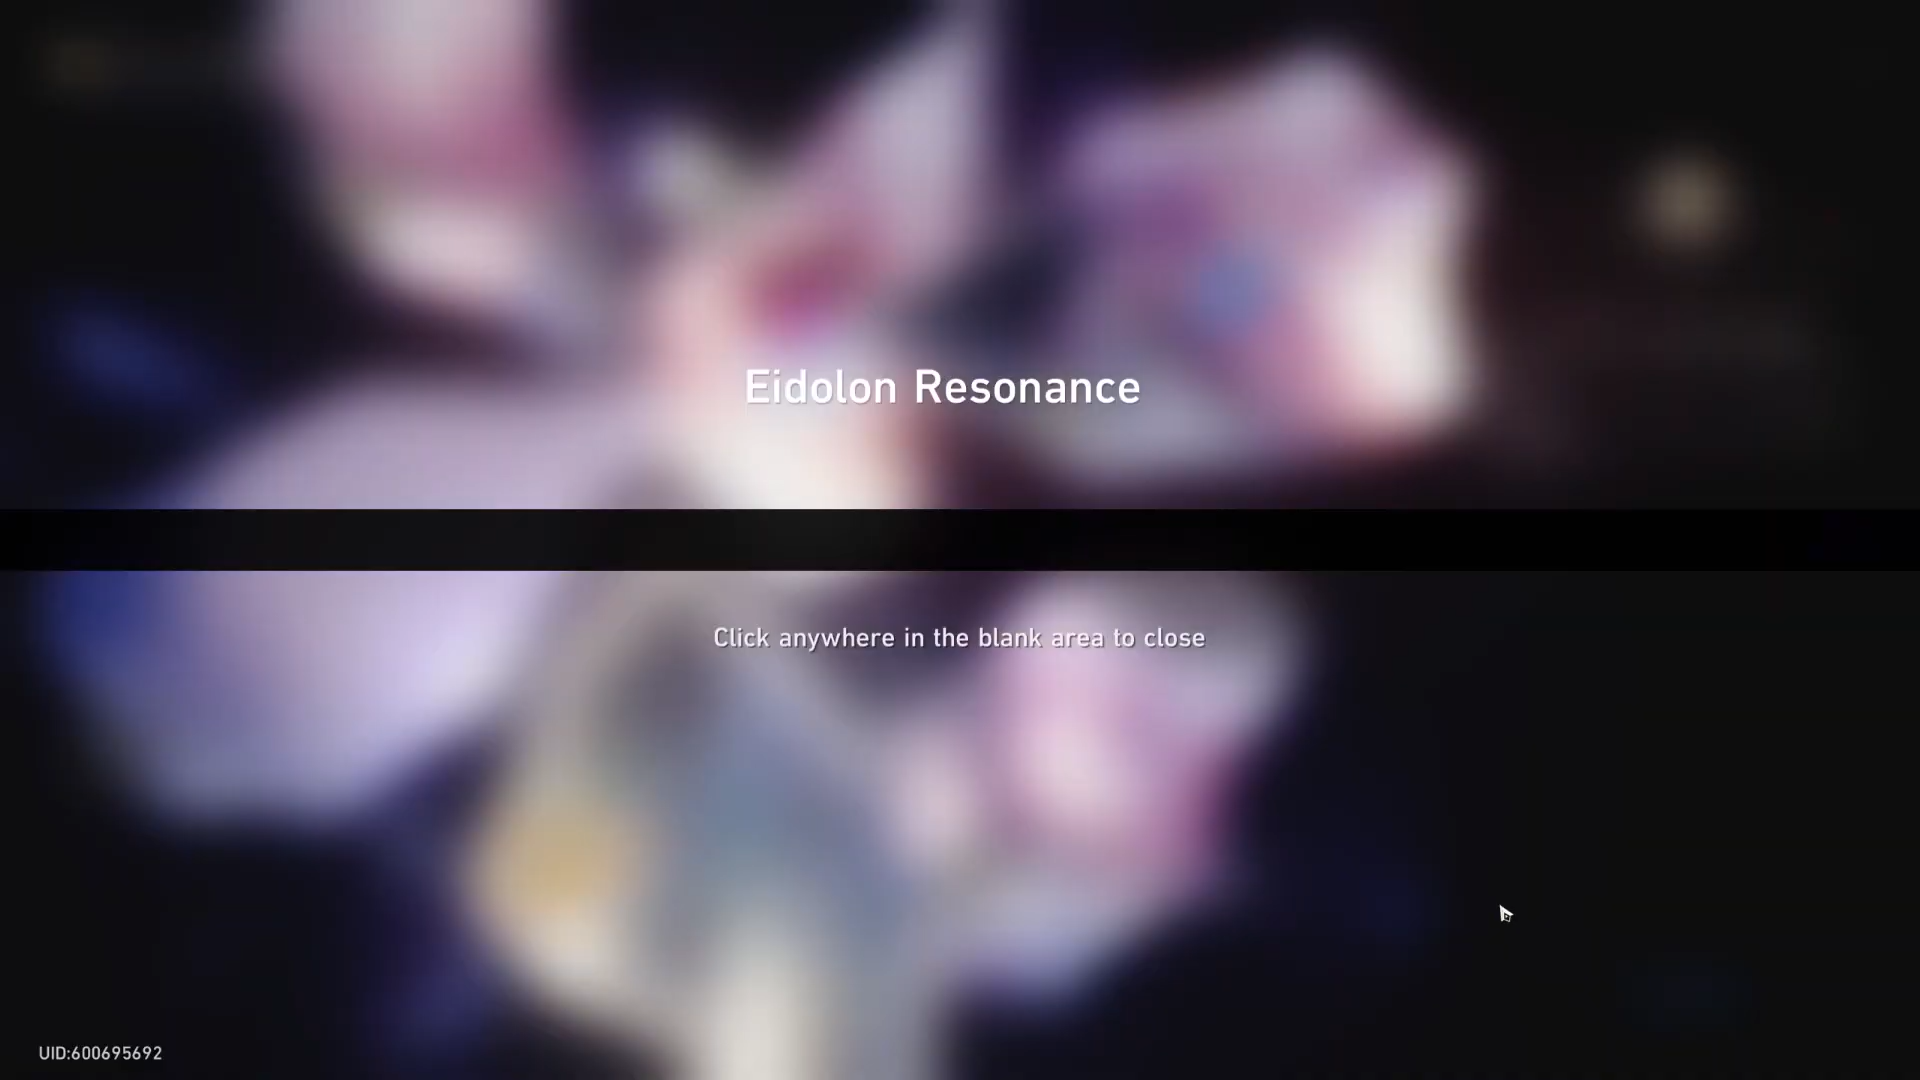 Eidolon Resonance
Click anywhere in the blank area to close
UID:600695692